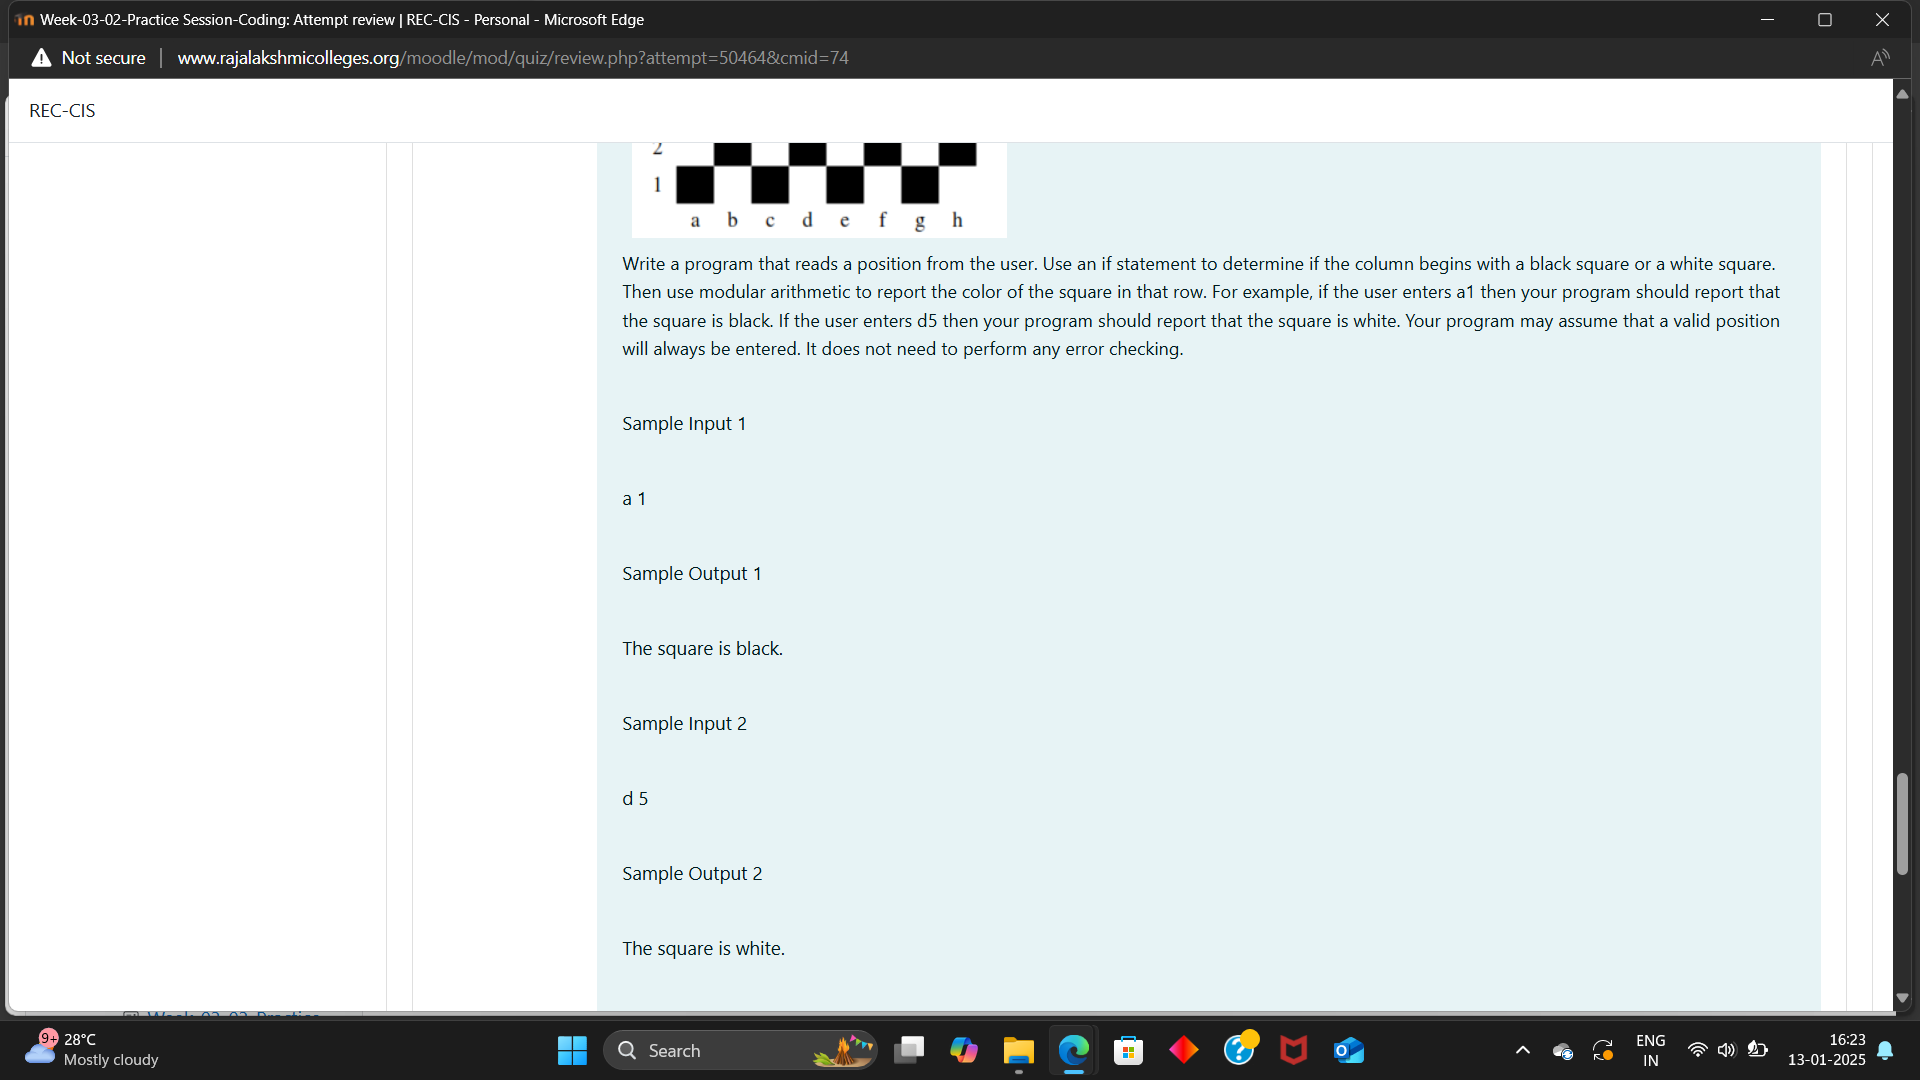 Week-03-02-Practice Session-Coding: Attempt review | REC-CIS - Personal - Microsoft Edge
Not secure | www.rajalakshmicolleges.org/moodle/mod/quiz/review.php?attempt=50464&cmid=74
REC-CIS
2
1
a b c d e f g h
Write a program that reads a position from the user. Use an if statement to determine if the column begins with a black square or a white square.
Then use modular arithmetic to report the color of the square in that row. For example, if the user enters a1 then your program should report that
the square is black. If the user enters d5 then your program should report that the square is white. Your program may assume that a valid position
will always be entered. It does not need to perform any error checking.
Sample Input 1
a 1
Sample Output 1
The square is black.
Sample Input 2
d 5
Sample Output 2
The square is white.
9+ 28°C
Mostly cloudy
Search
ENG
IN
16:23
13-01-2025